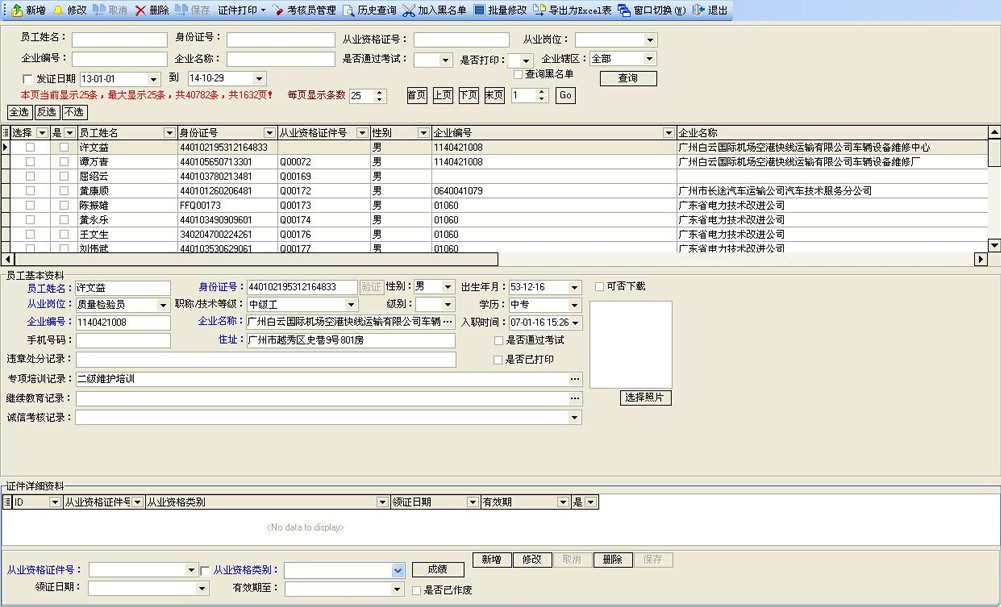 新增 修改 取消 删除 保存 证件打印 考核员管理 历史查询 加入黑名单 批量修改 导出为Excel表 窗口切换(W) 退出
员工姓名： 身份证号： 从业资格证号： 从业岗位：
企业编号： 企业名称： 是否通过考试： 是否打印： 企业辖区： 全部
发证日期 13-01-01 到 14-10-29 查询黑名单 查询
本页当前显示25条，最大显示25条，共40782条，共1632页！ 每页显示条数 25 首页 上页 下页 末页 1 Go
全选 反选 不选
选择 是 员工姓名 身份证号 从业资格证件号 性别 企业编号 企业名称
许文益 440102195312164833 男 1140421008 广州白云国际机场空港快线运输有限公司车辆设备维修中心
谭万青 440105650713301 Q00072 男 1140421008 广州白云国际机场空港快线运输有限公司车辆设备维修厂
屈绍云 440103780213481 Q00169 男
黄康顺 440101260206481 Q00172 男 0640041079 广州市长途汽车运输公司汽车技术服务分公司
陈振雄 FFQ00173 Q00173 男 01060 广东省电力技术改进公司
黄永乐 440103490909601 Q00174 男 01060 广东省电力技术改进公司
王文生 340204700224261 Q00176 男 01060 广东省电力技术改进公司
刘伟武 440103530629061 Q00177 男 01060 广东省电力技术改进公司
员工基本资料
员工姓名： 许文益 身份证号： 440102195312164833 验证 性别： 男 出生年月： 53-12-16 可否下载
从业岗位： 质量检验员 职称/技术等级： 中级工 级别： 学历： 中专
企业编号： 1140421008 企业名称： 广州白云国际机场空港快线运输有限公司车辆 ... 入职时间： 07-01-16 15:26
手机号码： 住址： 广州市越秀区史巷9号801房 是否通过考试
违章处分记录： 是否已打印
专项培训记录： 二级维护培训 ...
继续教育记录： ... 选择照片
诚信考核记录：
证件详细资料
ID 从业资格证件号 从业资格类别 领证日期 有效期 是
<No data to display>
新增 修改 取消 删除 保存
从业资格证件号： 从业资格类别： 成绩
领证日期： 有效期至： 是否已作废